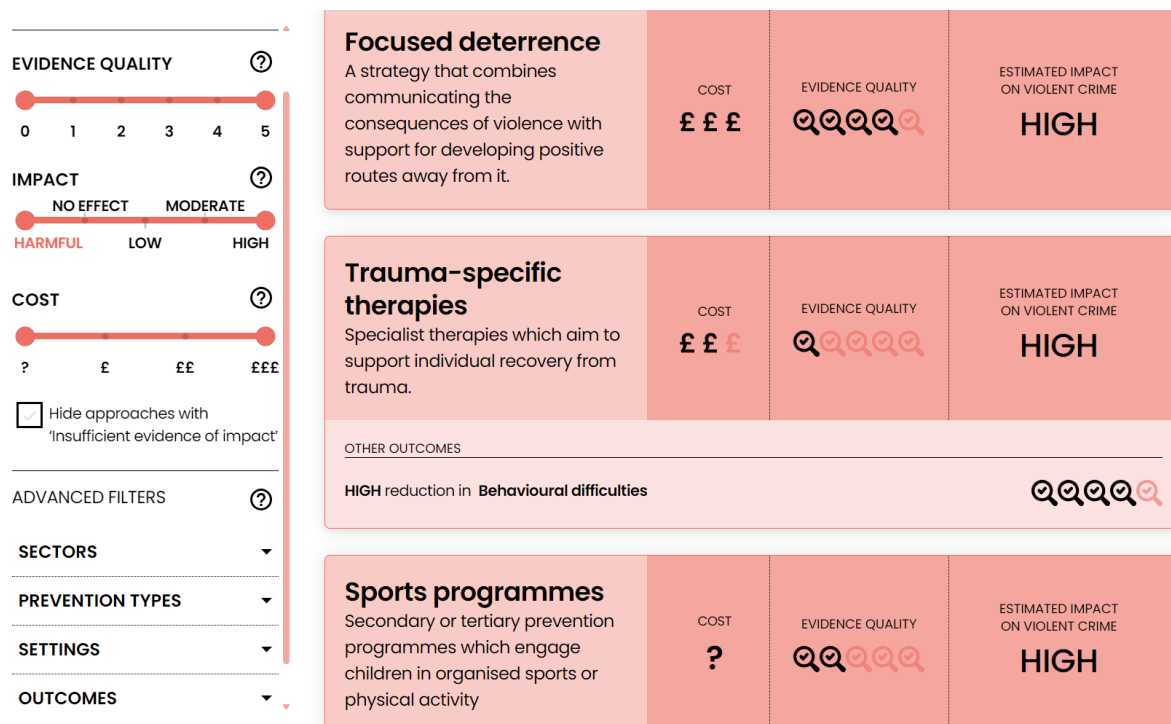 EVIDENCE QUALITY
?
0 1 2 3 4 5
IMPACT
?
NO EFFECT MODERATE
HARMFUL LOW HIGH
COST
?
? £ ££ £££
Hide approaches with
'Insufficient evidence of impact'
ADVANCED FILTERS
?
SECTORS
PREVENTION TYPES
SETTINGS
OUTCOMES
Focused deterrence
A strategy that combines
communicating the
consequences of violence with
support for developing positive
routes away from it.
COST
£ £ £
EVIDENCE QUALITY
ESTIMATED IMPACT
ON VIOLENT CRIME
HIGH
Trauma-specific
therapies
Specialist therapies which aim to
support individual recovery from
trauma.
COST
£ £ £
EVIDENCE QUALITY
ESTIMATED IMPACT
ON VIOLENT CRIME
HIGH
OTHER OUTCOMES
HIGH reduction in Behavioural difficulties
Sports programmes
Secondary or tertiary prevention
programmes which engage
children in organised sports or
physical activity
COST
?
EVIDENCE QUALITY
ESTIMATED IMPACT
ON VIOLENT CRIME
HIGH